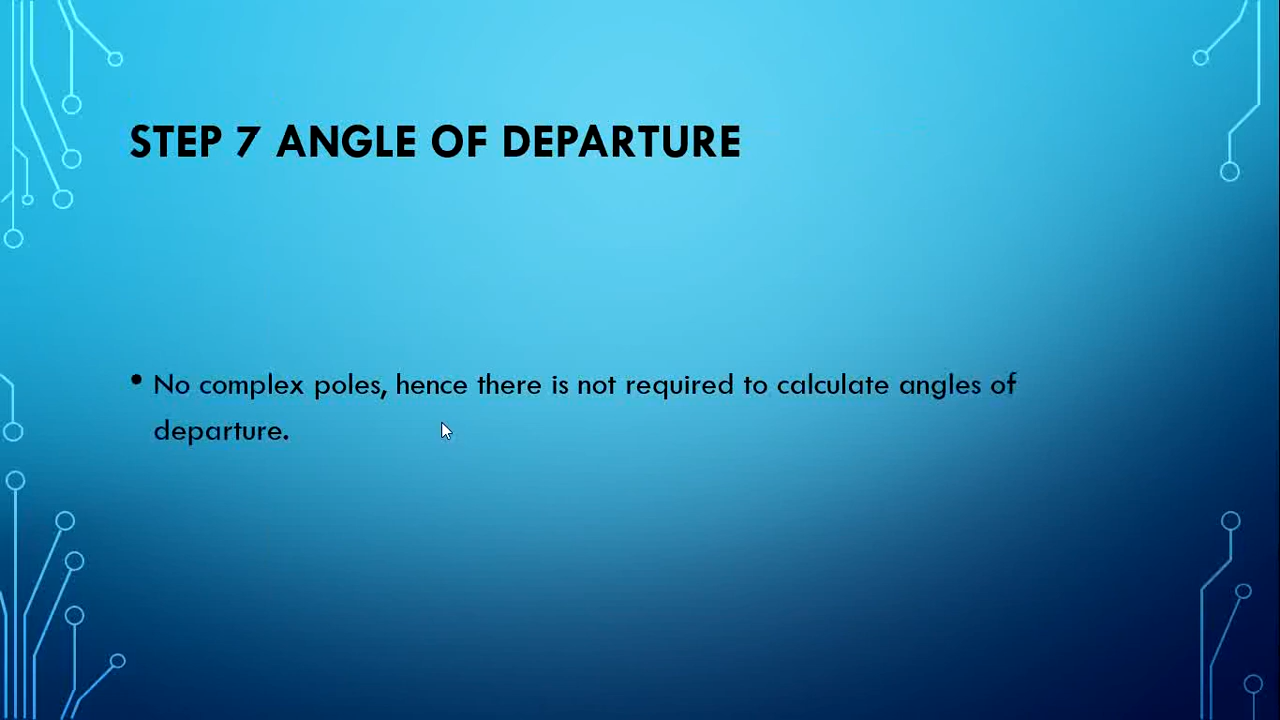 STEP 7 ANGLE OF DEPARTURE
• No complex poles, hence there is not required to calculate angles of
departure.